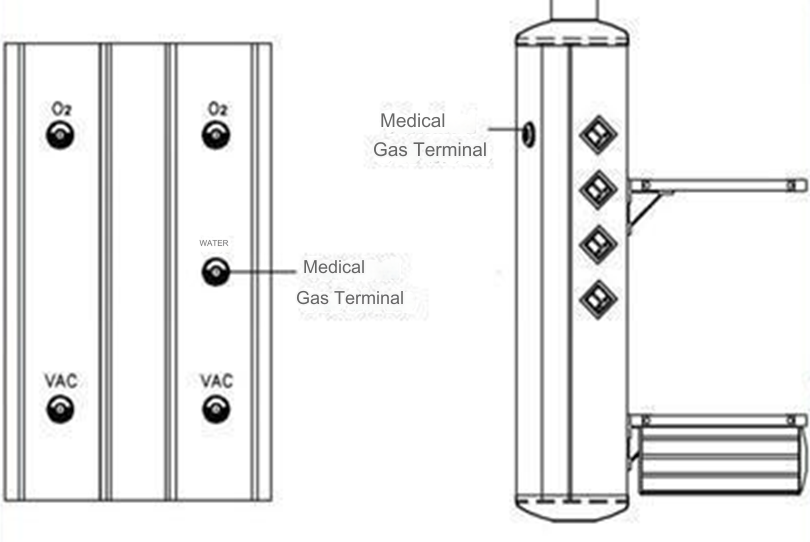 O2
O2
WATER
Medical
Gas Terminal
VAC
VAC
Medical
Gas Terminal